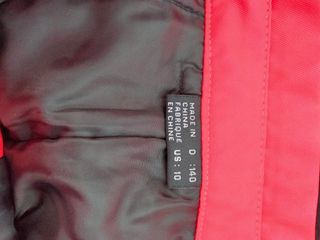 MADE IN
CHINA
FABRIQUÉ
EN CHINE
D :140
US: 10